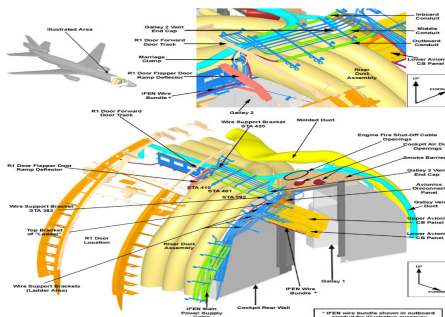 Illustrated Area
Galley 2 Vent
End Cap
R1 Door Forward
Door Track
Marriage
Clamp
R1 Door Flapper Door
Ramp Deflector
IFEN Wire
Bundle *
Galley 2
Riser
Duct
Assembly
Inboard
Conduit
Middle
Conduit
Outboard
Conduit
Lower Avionics
CB Panel
UP
R1 Door Forward
Door Track
Wire Support Bracket
STA 420
Molded Duct
Engine Fire Shut-Off Cable
Openings
Cockpit Air Duct
Openings
Smoke Barrier
Galley 2 Vent
End Cap
Avionics
Disconnect
Panel
Galley Vent
Duct
Upper Avionics
CB Panel
Lower Avionics
CB Panel
R1 Door Flapper Door
Ramp Deflector
STA 410
STA 401
STA 392
Wire Support Bracket
STA 383
Top Bracket
of "Ladder"
R1 Door
Location
Riser Duct
Assembly
Wire Support Brackets
(Ladder Area)
IFEN Main
Power Supply
Cable
Cockpit Rear Wall
IFEN Wire
Bundle *
Galley 1
UP
* IFEN wire bundle shown in outboard